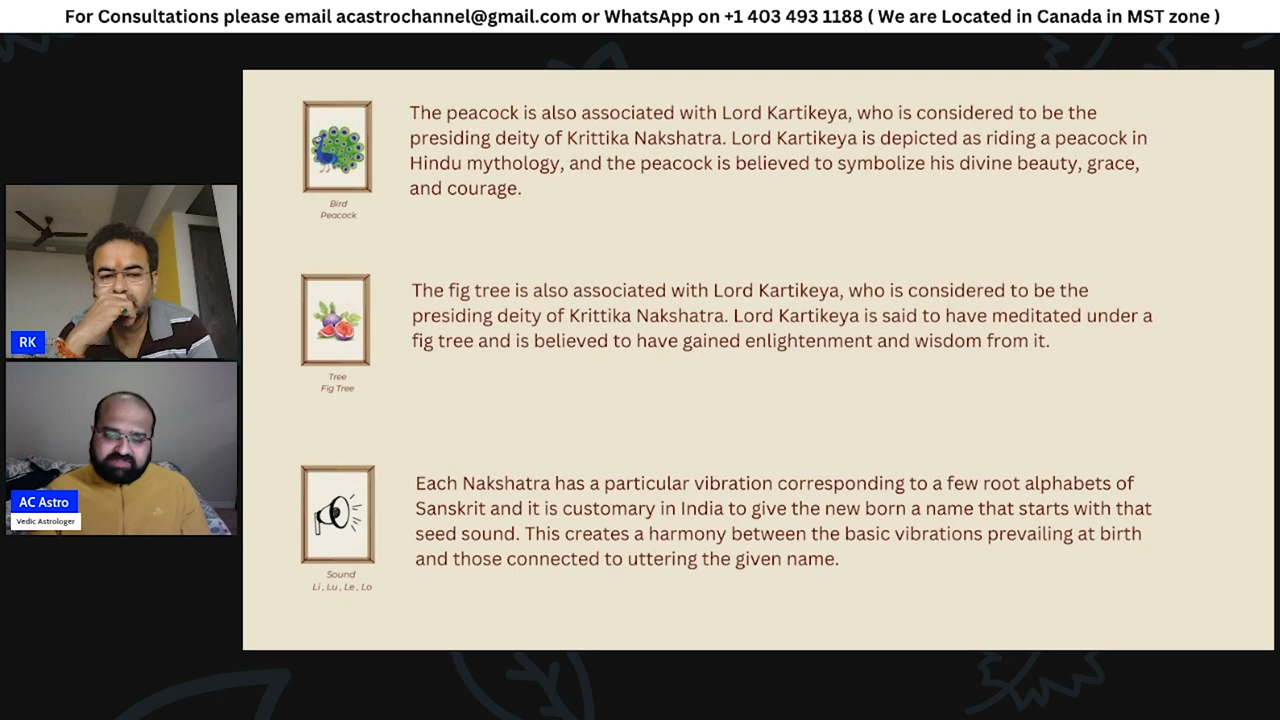 For Consultations please email acastrochannel@gmail.com or WhatsApp on +1 403 493 1188 ( We are Located in Canada in MST zone )
The peacock is also associated with Lord Kartikeya, who is considered to be the
presiding deity of Krittika Nakshatra. Lord Kartikeya is depicted as riding a peacock in
Hindu mythology, and the peacock is believed to symbolize his divine beauty, grace,
and courage.
Bird
Peacock
The fig tree is also associated with Lord Kartikeya, who is considered to be the
presiding deity of Krittika Nakshatra. Lord Kartikeya is said to have meditated under a
fig tree and is believed to have gained enlightenment and wisdom from it.
Tree
Fig Tree
Each Nakshatra has a particular vibration corresponding to a few root alphabets of
Sanskrit and it is customary in India to give the new born a name that starts with that
seed sound. This creates a harmony between the basic vibrations prevailing at birth
and those connected to uttering the given name.
Sound
Li , Lu , Le , Lo
RK
AC Astro
Vedic Astrologer